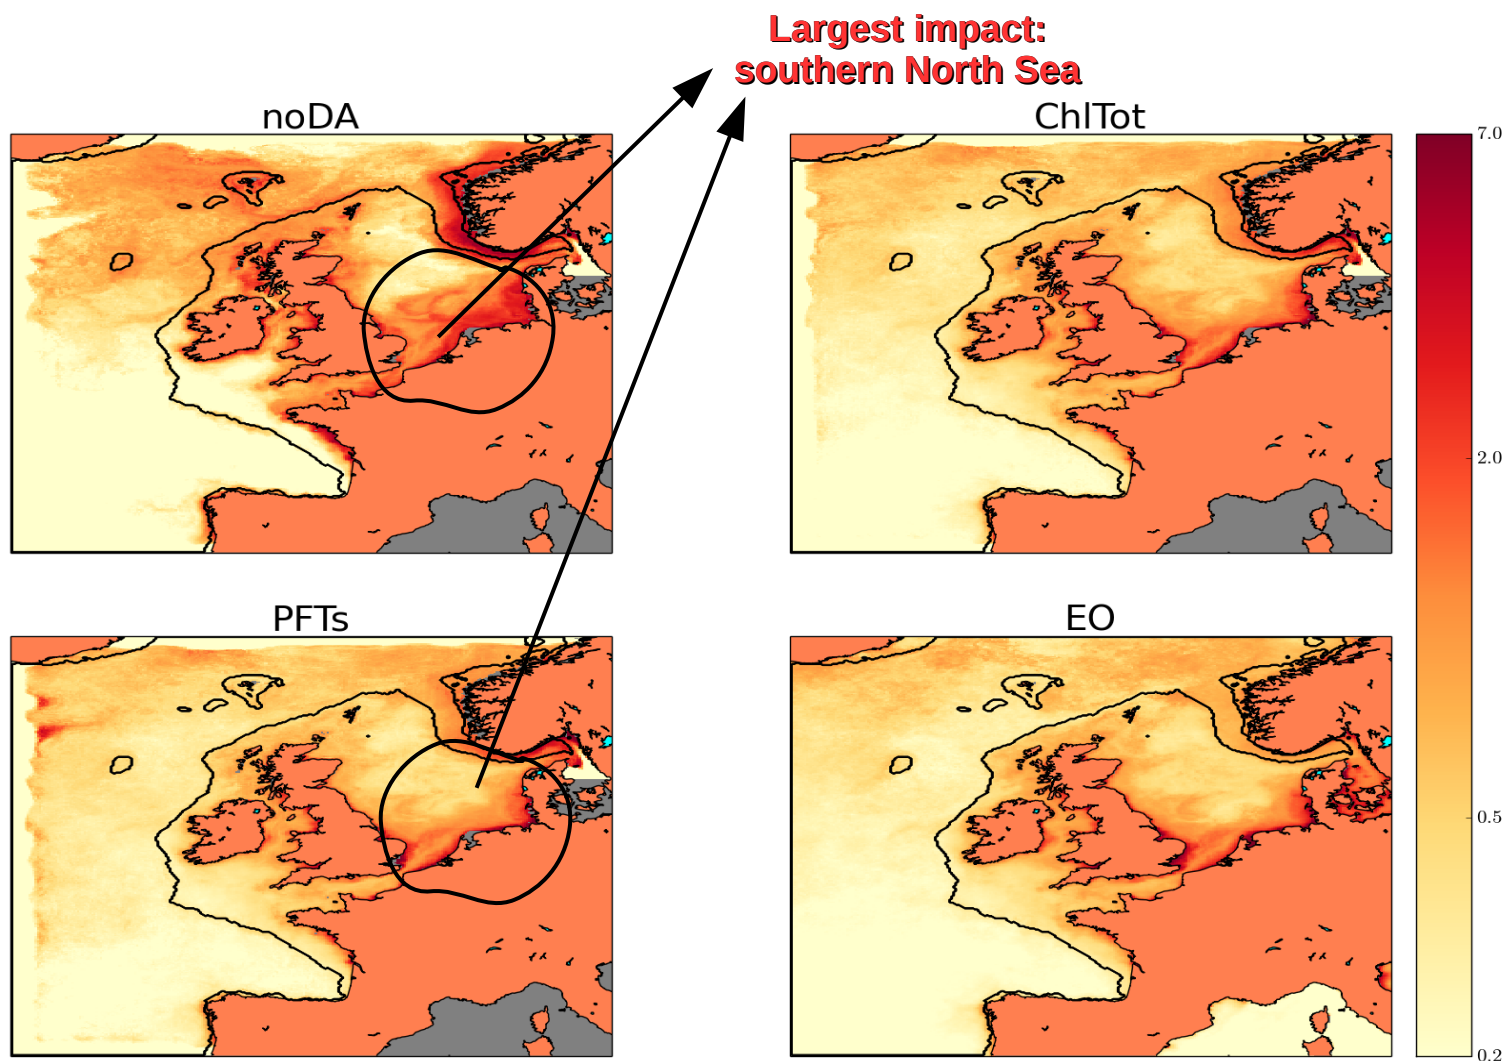 Largest impact:
southern North Sea
noDA
ChlTot
7.0
2.0
PFTs
EO
0.5
0.2